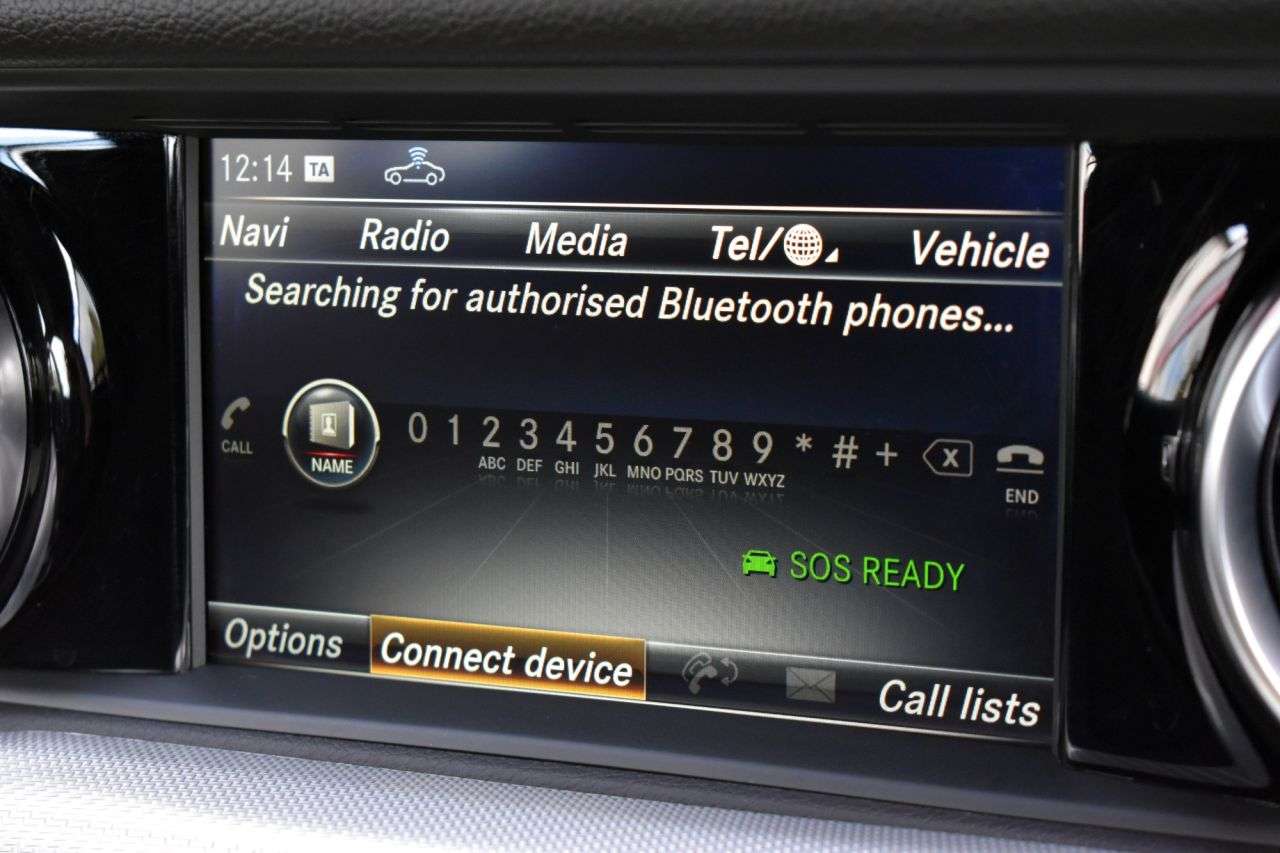 12:14 TA
Navi Radio Media Tel/ Vehicle
Searching for authorised Bluetooth phones...
CALL NAME 0 1 2 3 4 5 6 7 8 9 * # + X END
ABC DEF GHI JKL MNO PQRS TUV WXYZ
SOS READY
Options Connect device Call lists